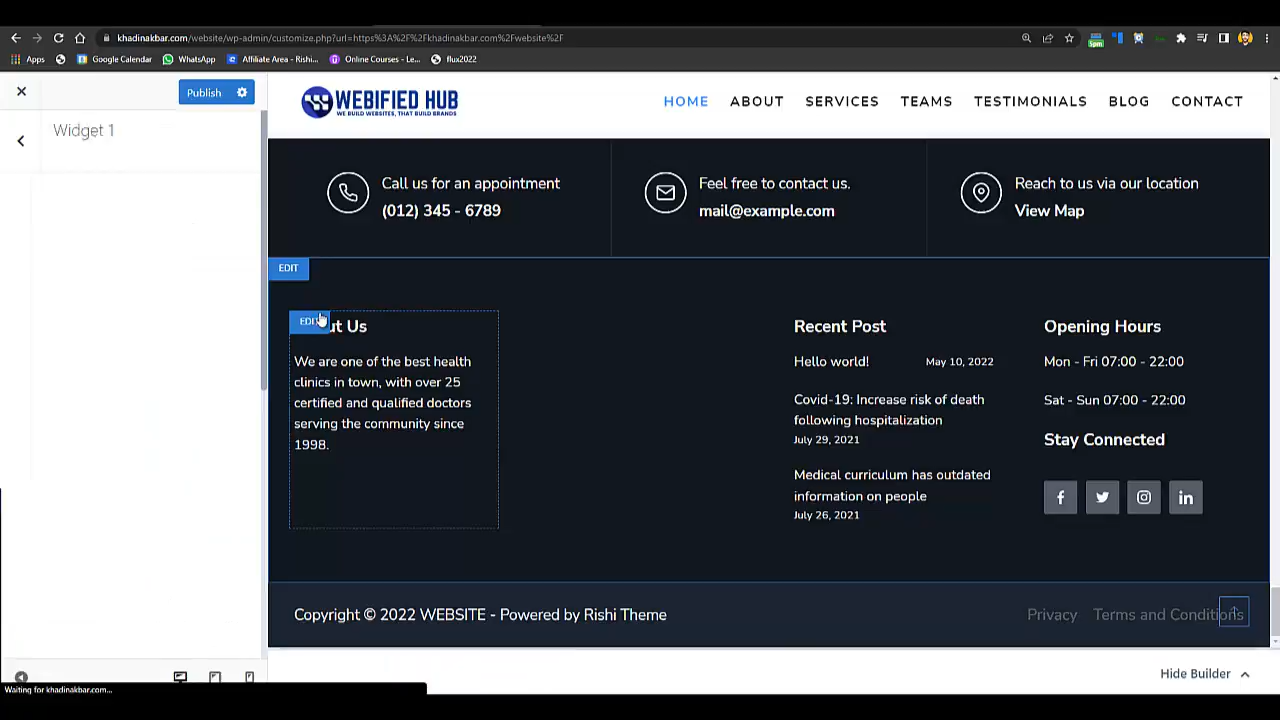 khadinakbar.com/website/wp-admin/customize.php?url=https%3A%2F%2Fkhadinakbar.com%2Fwebsite%2F
5pm
Apps Google Calendar WhatsApp Affiliate Area - Rishi... Online Courses - Le... flux2022
Publish
WEBIFIED HUB
WE BUILD WEBSITES, THAT BUILD BRANDS
HOME ABOUT SERVICES TEAMS TESTIMONIALS BLOG CONTACT
Widget 1
Call us for an appointment
(012) 345 - 6789
Feel free to contact us.
mail@example.com
Reach to us via our location
View Map
EDIT
EDIT
ut Us
We are one of the best health
clinics in town, with over 25
certified and qualified doctors
serving the community since
1998.
Recent Post
Hello world! May 10, 2022
Covid-19: Increase risk of death
following hospitalization
July 29, 2021
Medical curriculum has outdated
information on people
July 26, 2021
Opening Hours
Mon - Fri 07:00 - 22:00
Sat - Sun 07:00 - 22:00
Stay Connected
Copyright © 2022 WEBSITE - Powered by Rishi Theme
Privacy Terms and Conditions
Hide Builder
Waiting for khadinakbar.com...